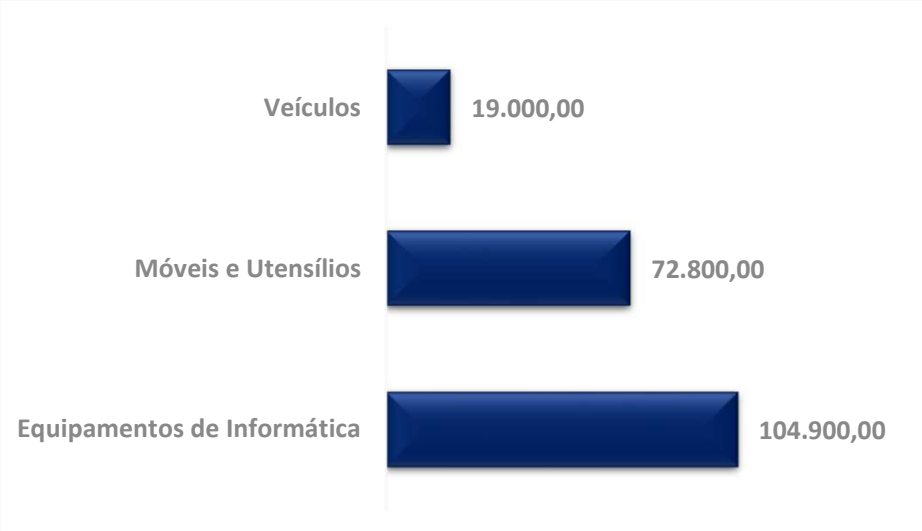 Veículos 19.000,00
Móveis e Utensílios 72.800,00
Equipamentos de Informática 104.900,00